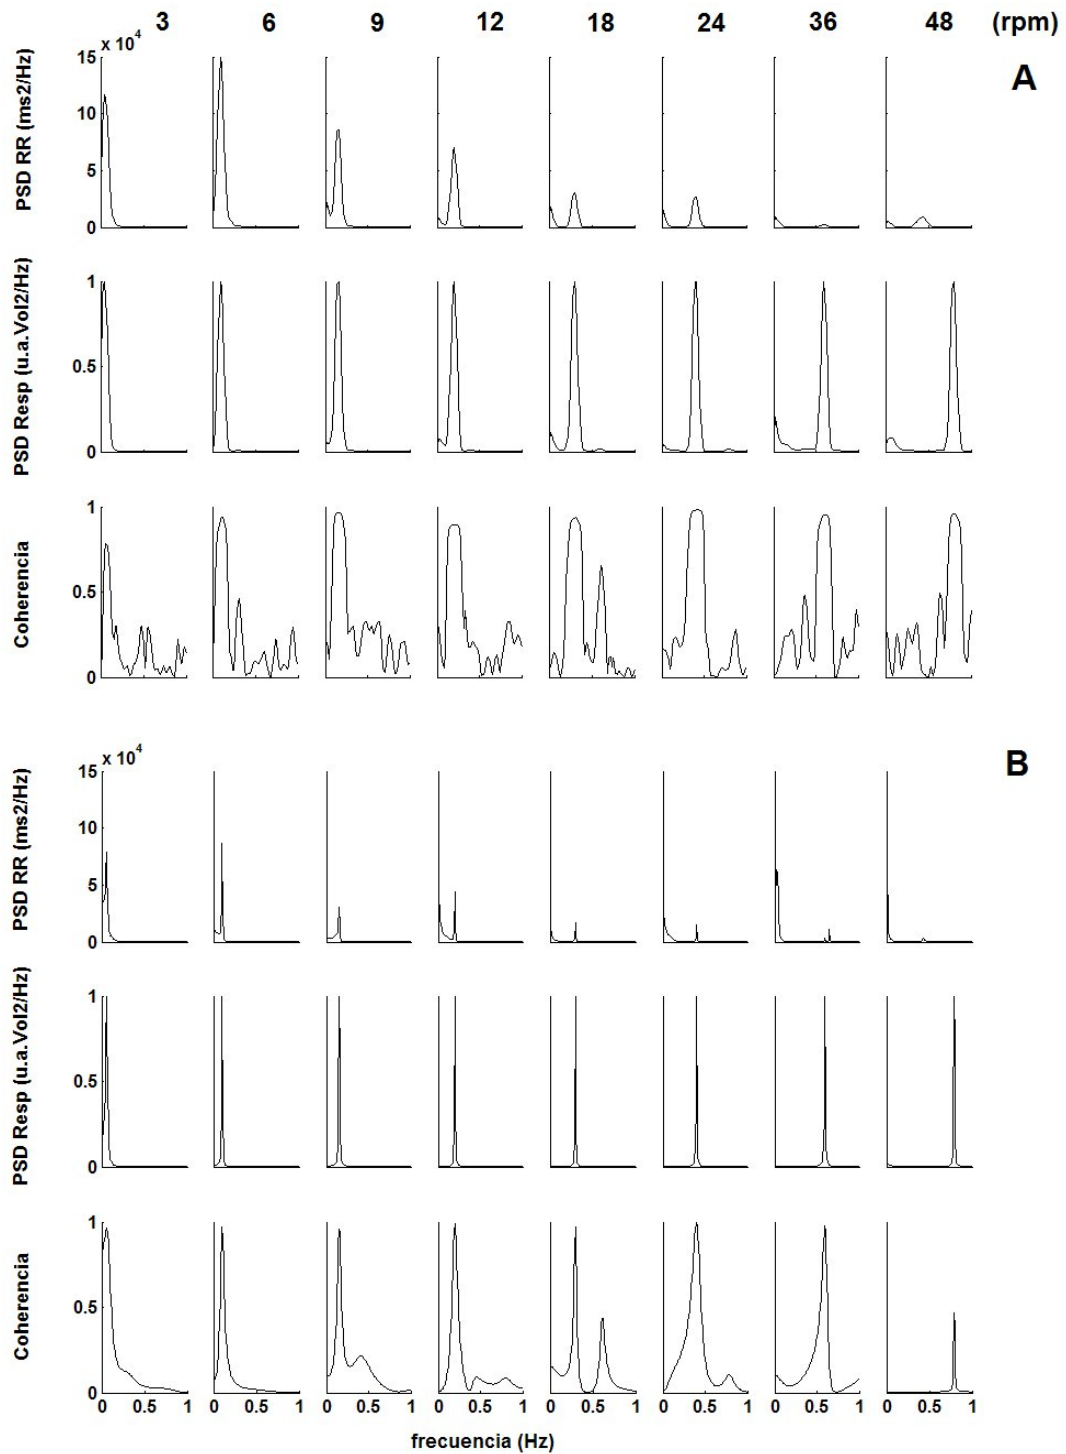 3 6 9 12 18 24 36 48 (rpm)
A
x 10^4
PSD RR (ms2/Hz)
15
10
5
0
PSD Resp (u.a.Vol2/Hz)
1
0.5
0
Coherencia
1
0.5
0
B
x 10^4
PSD RR (ms2/Hz)
15
10
5
0
PSD Resp (u.a.Vol2/Hz)
1
0.5
0
Coherencia
1
0.5
0
0 0.5 1 0 0.5 1 0 0.5 1 0 0.5 1 0 0.5 1 0 0.5 1 0 0.5 1 0 0.5 1
frecuencia (Hz)